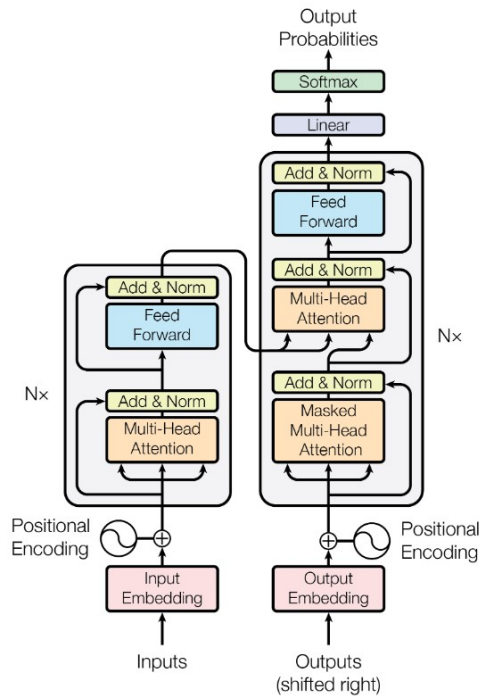 Output
Probabilities
Softmax
Linear
Add & Norm
Feed
Forward
Add & Norm
Multi-Head
Attention
Add & Norm
Masked
Multi-Head
Attention
N×
Add & Norm
Feed
Forward
Add & Norm
Multi-Head
Attention
N×
Positional
Encoding
Positional
Encoding
Input
Embedding
Output
Embedding
Inputs
Outputs
(shifted right)